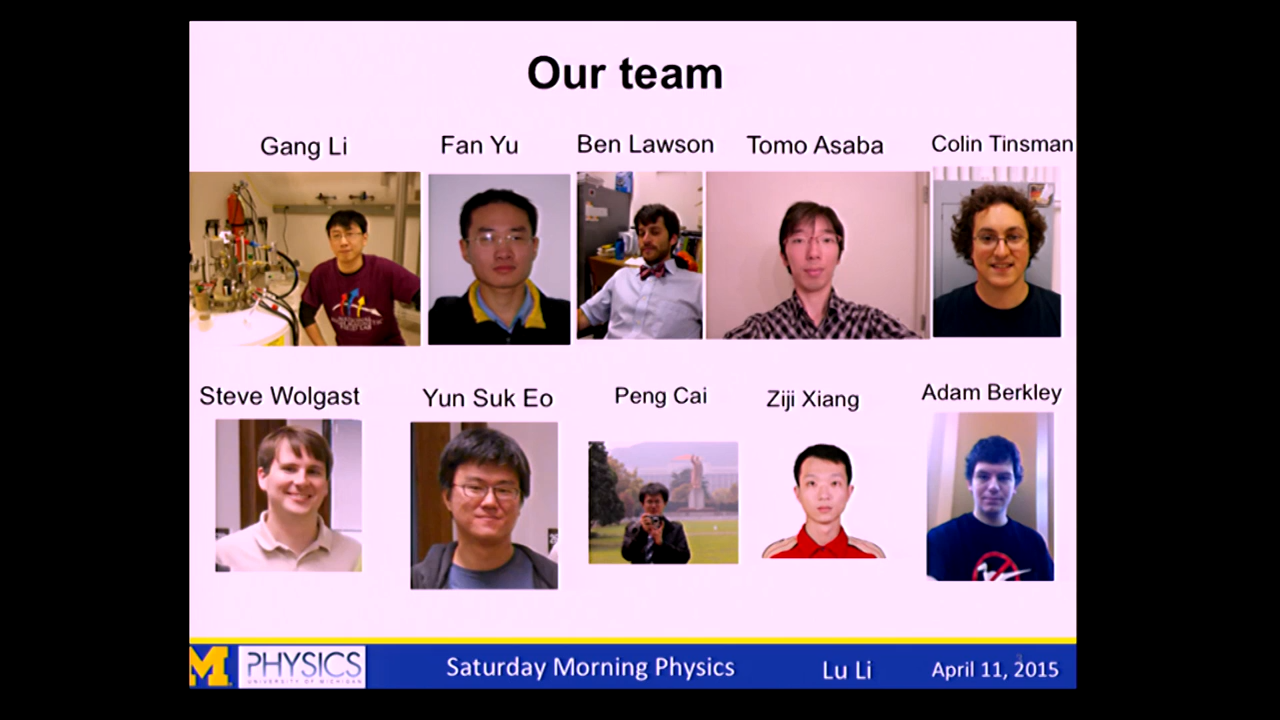 Our team
Gang Li
Fan Yu
Ben Lawson
Tomo Asaba
Colin Tinsman
Steve Wolgast
Yun Suk Eo
Peng Cai
Ziji Xiang
Adam Berkley
M
PHYSICS
UNIVERSITY OF MICHIGAN
Saturday Morning Physics
Lu Li
April 11, 2015